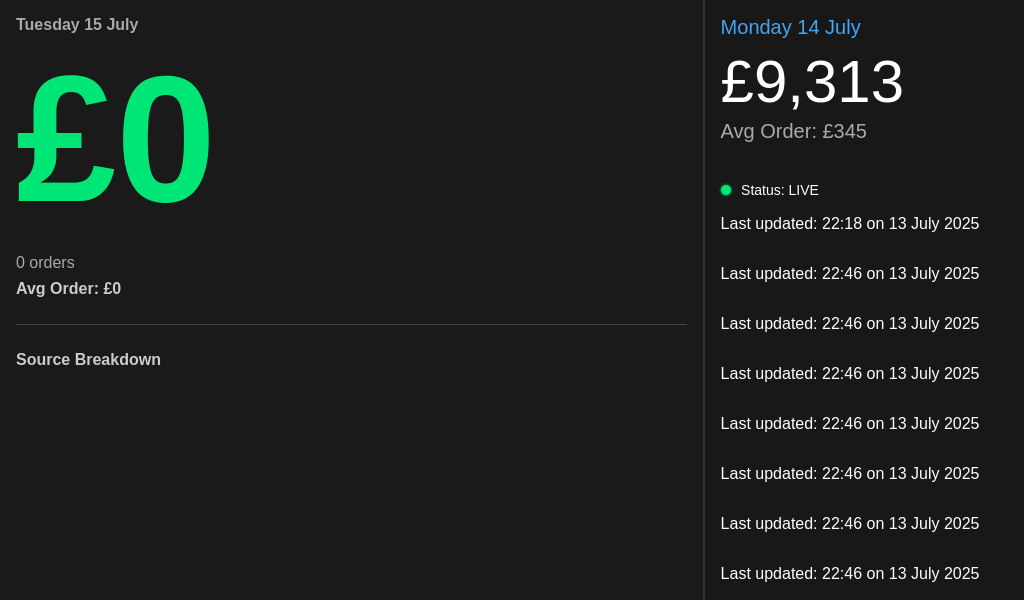 Tuesday 15 July
£0
0 orders
Avg Order: £0
Source Breakdown
Monday 14 July
£9,313
Avg Order: £345
Status: LIVE
Last updated: 22:18 on 13 July 2025
Last updated: 22:46 on 13 July 2025
Last updated: 22:46 on 13 July 2025
Last updated: 22:46 on 13 July 2025
Last updated: 22:46 on 13 July 2025
Last updated: 22:46 on 13 July 2025
Last updated: 22:46 on 13 July 2025
Last updated: 22:46 on 13 July 2025